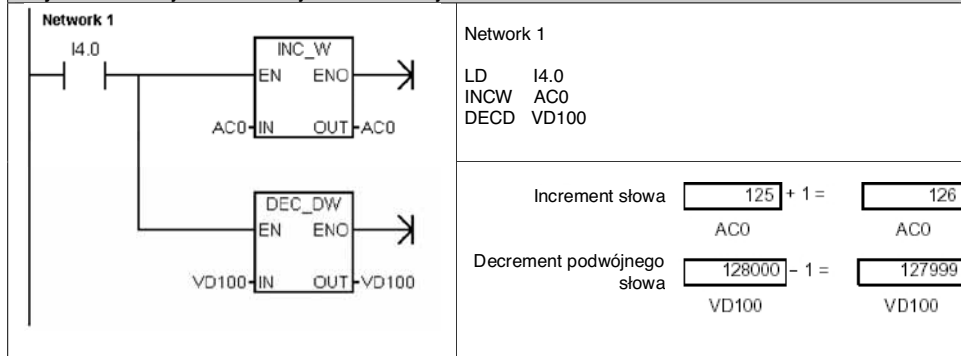 Network 1
I4.0
INC_W
EN ENO
AC0 IN OUT AC0
DEC_DW
EN ENO
VD100 IN OUT VD100
Network 1
LD I4.0
INCW AC0
DECD VD100
Increment słowa 125 + 1 = 126
AC0 AC0
Decrement podwójnego
słowa 128000 – 1 = 127999
VD100 VD100